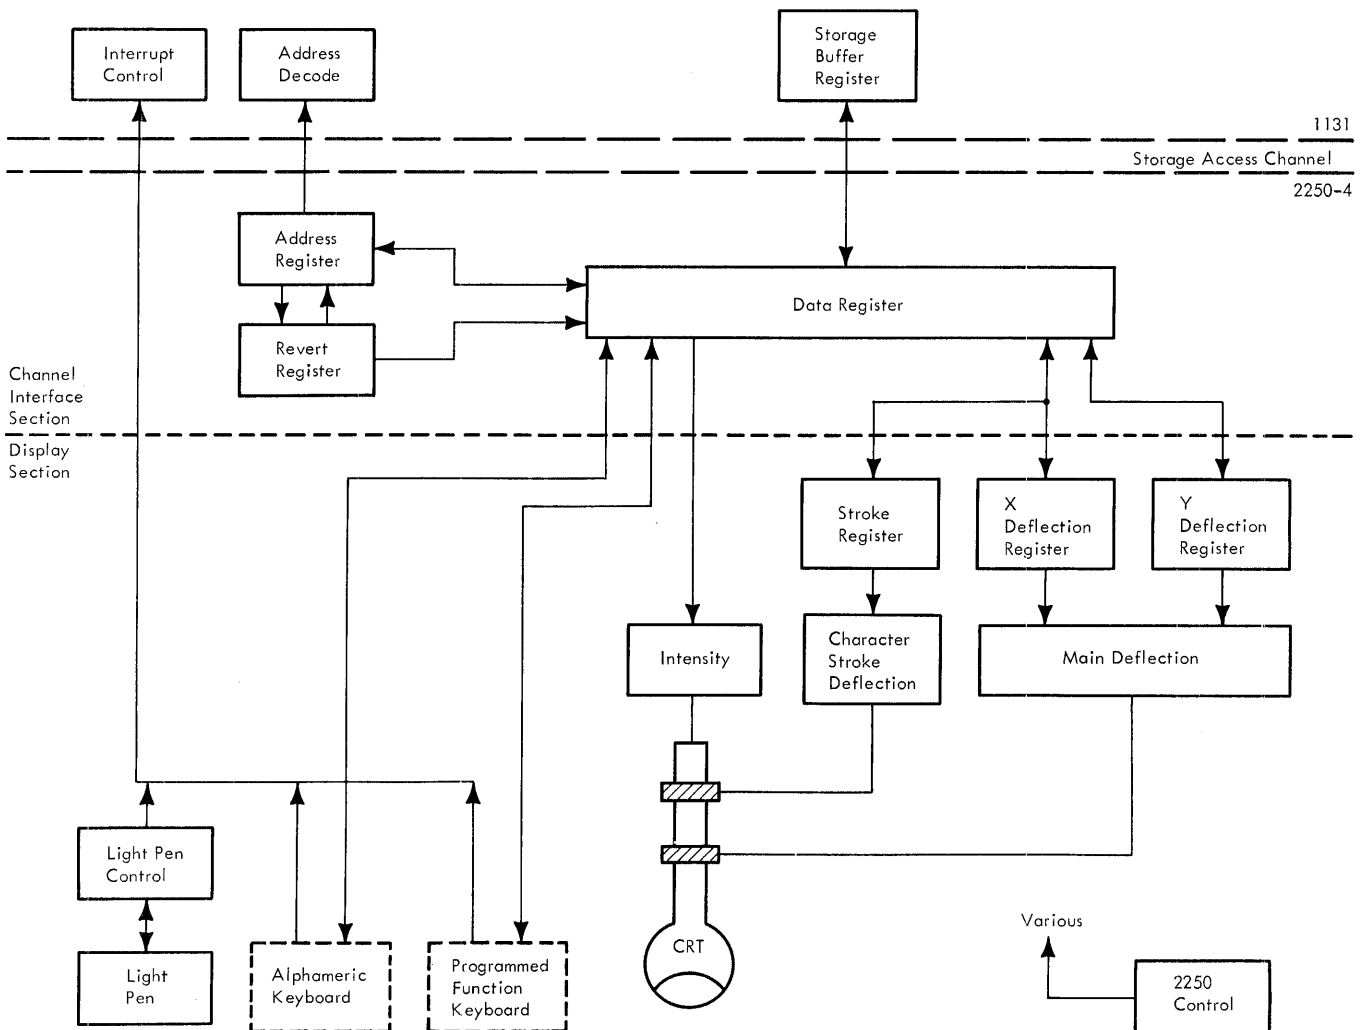 Interrupt
Control
Address
Decode
Storage
Buffer
Register
1131
Storage Access Channel
2250-4
Address
Register
Data Register
Revert
Register
Channel
Interface
Section
Display
Section
Stroke
Register
X
Deflection
Register
Y
Deflection
Register
Intensity
Character
Stroke
Deflection
Main Deflection
Light Pen
Control
Various
CRT
Light
Pen
Alphameric
Keyboard
Programmed
Function
Keyboard
2250
Control